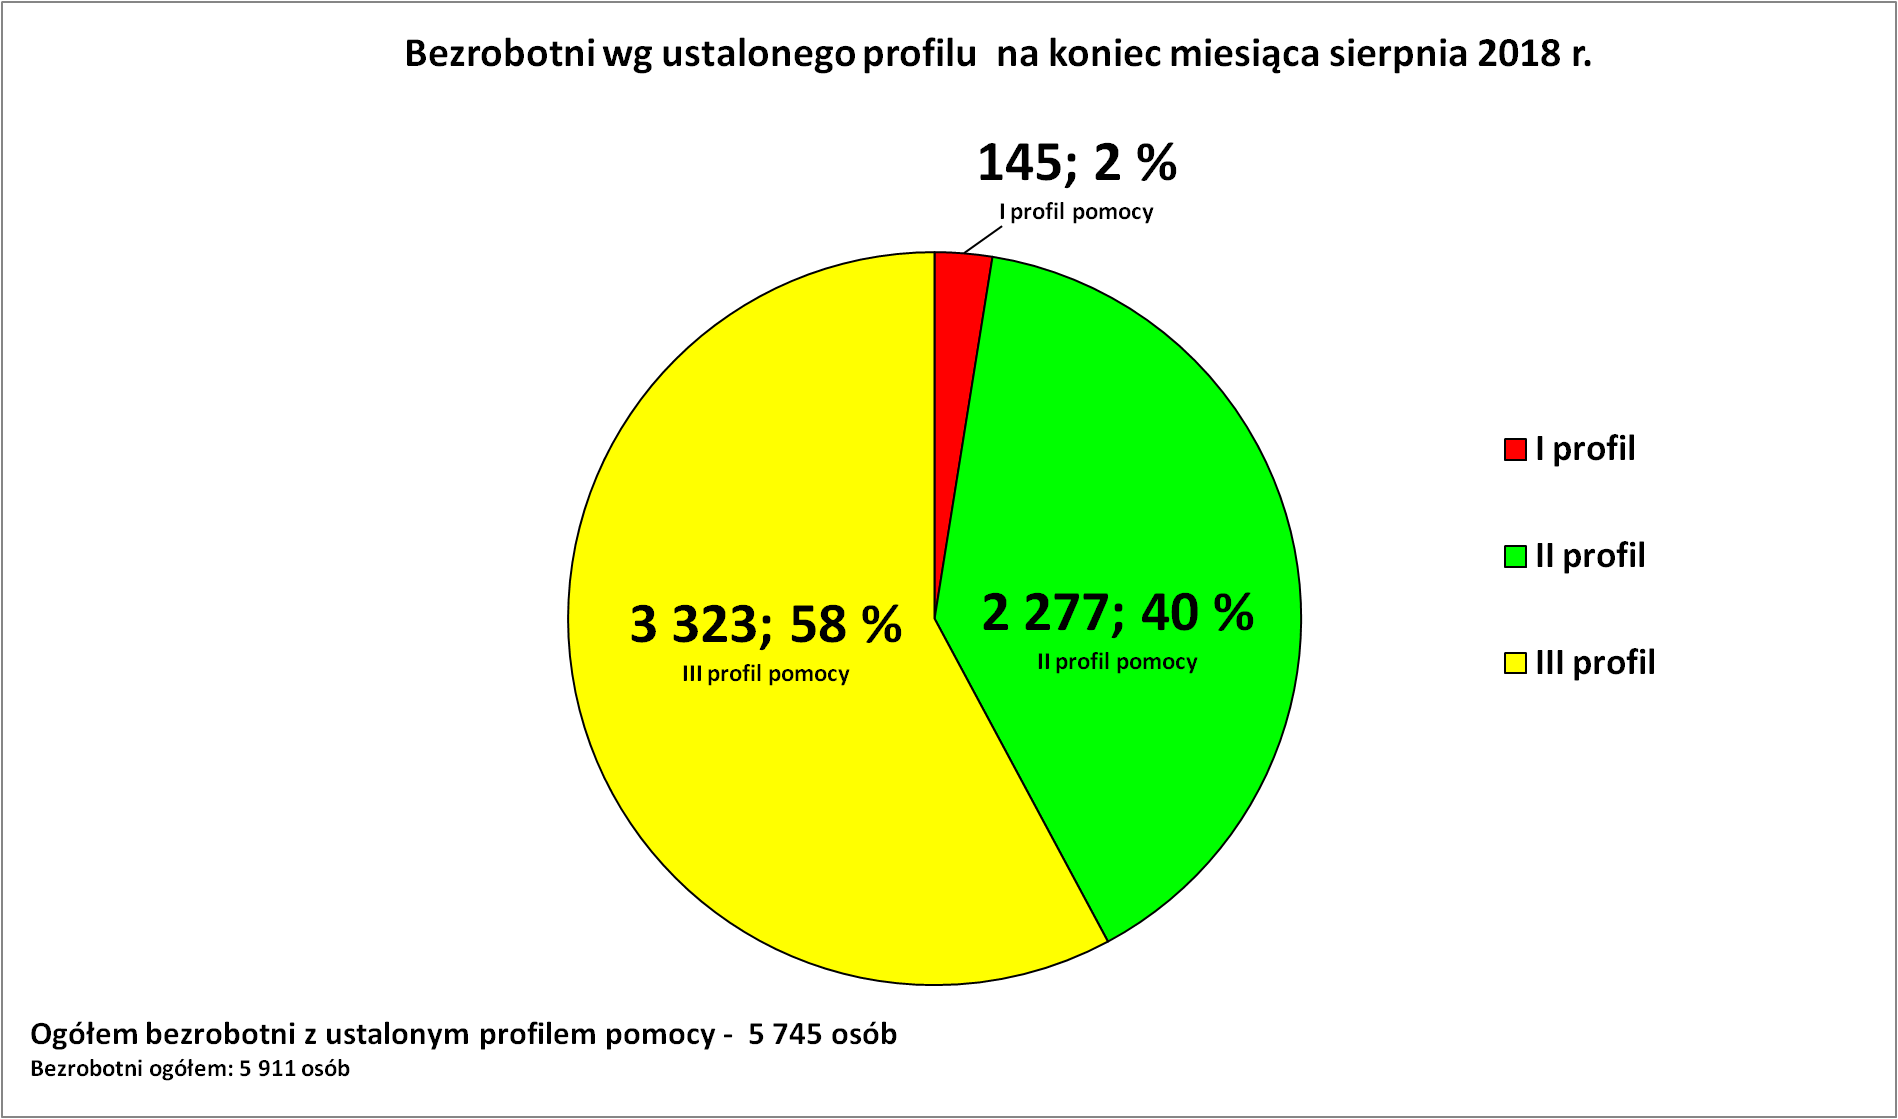 Bezrobotni wg ustalonego profilu  na koniec miesiąca sierpnia 2018 r.
145; 2 %
I profil pomocy
3 323; 58 %
III profil pomocy
2 277; 40 %
II profil pomocy
I profil
II profil
III profil
Ogółem bezrobotni z ustalonym profilem pomocy -  5 745 osób
Bezrobotni ogółem: 5 911 osób